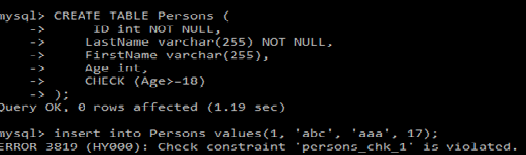 mysql> CREATE TABLE Persons (
-> ID int NOT NULL,
-> LastName varchar(255) NOT NULL,
-> FirstName varchar(255),
-> Age int,
-> CHECK (Age>=18)
-> );
Query OK, 0 rows affected (1.19 sec)
mysql> insert into Persons values(1, 'abc', 'aaa', 17);
ERROR 3819 (HY000): Check constraint 'persons_chk_1' is violated.